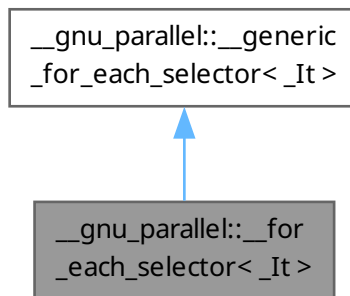 __gnu_parallel::__generic
_for_each_selector< _It >
__gnu_parallel::__for
_each_selector< _It >